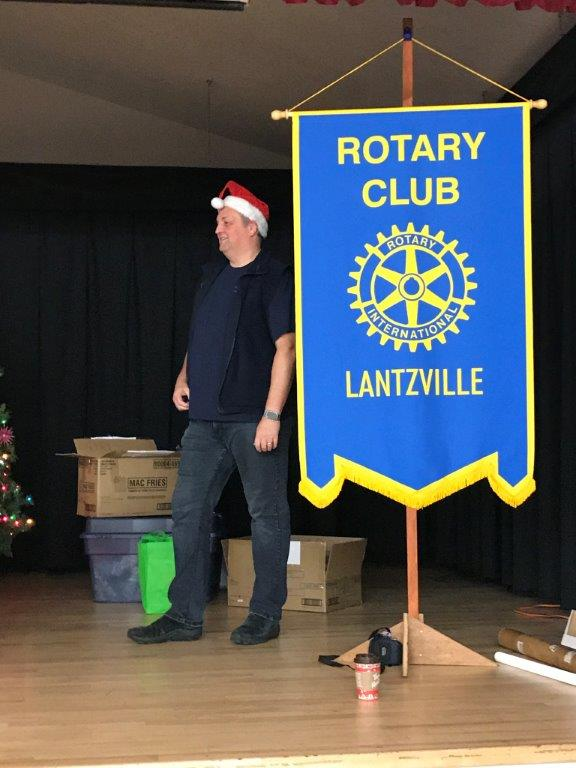 ROTARY
CLUB
ROTARY
INTERNATIONAL
LANTZVILLE
MAC FRIES